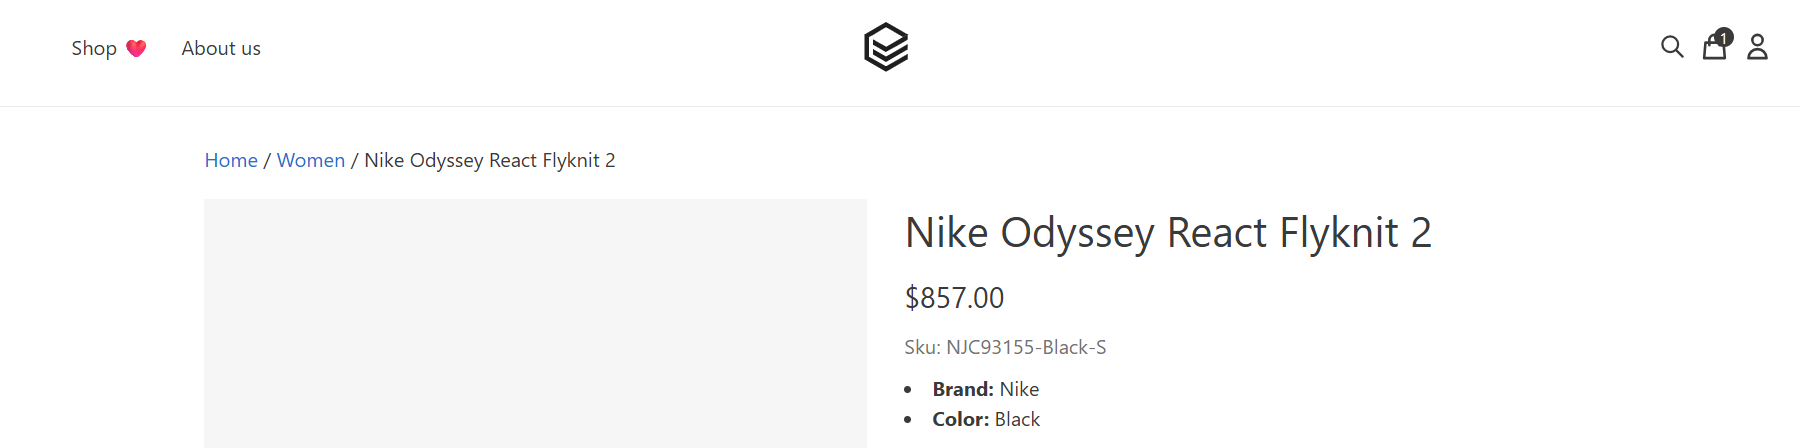 Shop ❤️ About us
1
Home / Women / Nike Odyssey React Flyknit 2
Nike Odyssey React Flyknit 2
$857.00
Sku: NJC93155-Black-S
• Brand: Nike
• Color: Black